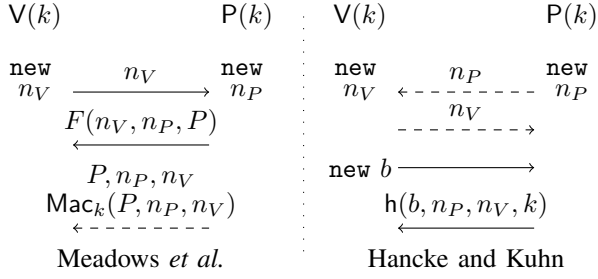 V(k) P(k)
new n_V
n_V
new n_P
F(n_V, n_P, P)
P, n_P, n_V
Mac_k(P, n_P, n_V)
Meadows et al.
V(k) P(k)
new n_V
n_P
new n_P
n_V
new b
h(b, n_P, n_V, k)
Hancke and Kuhn